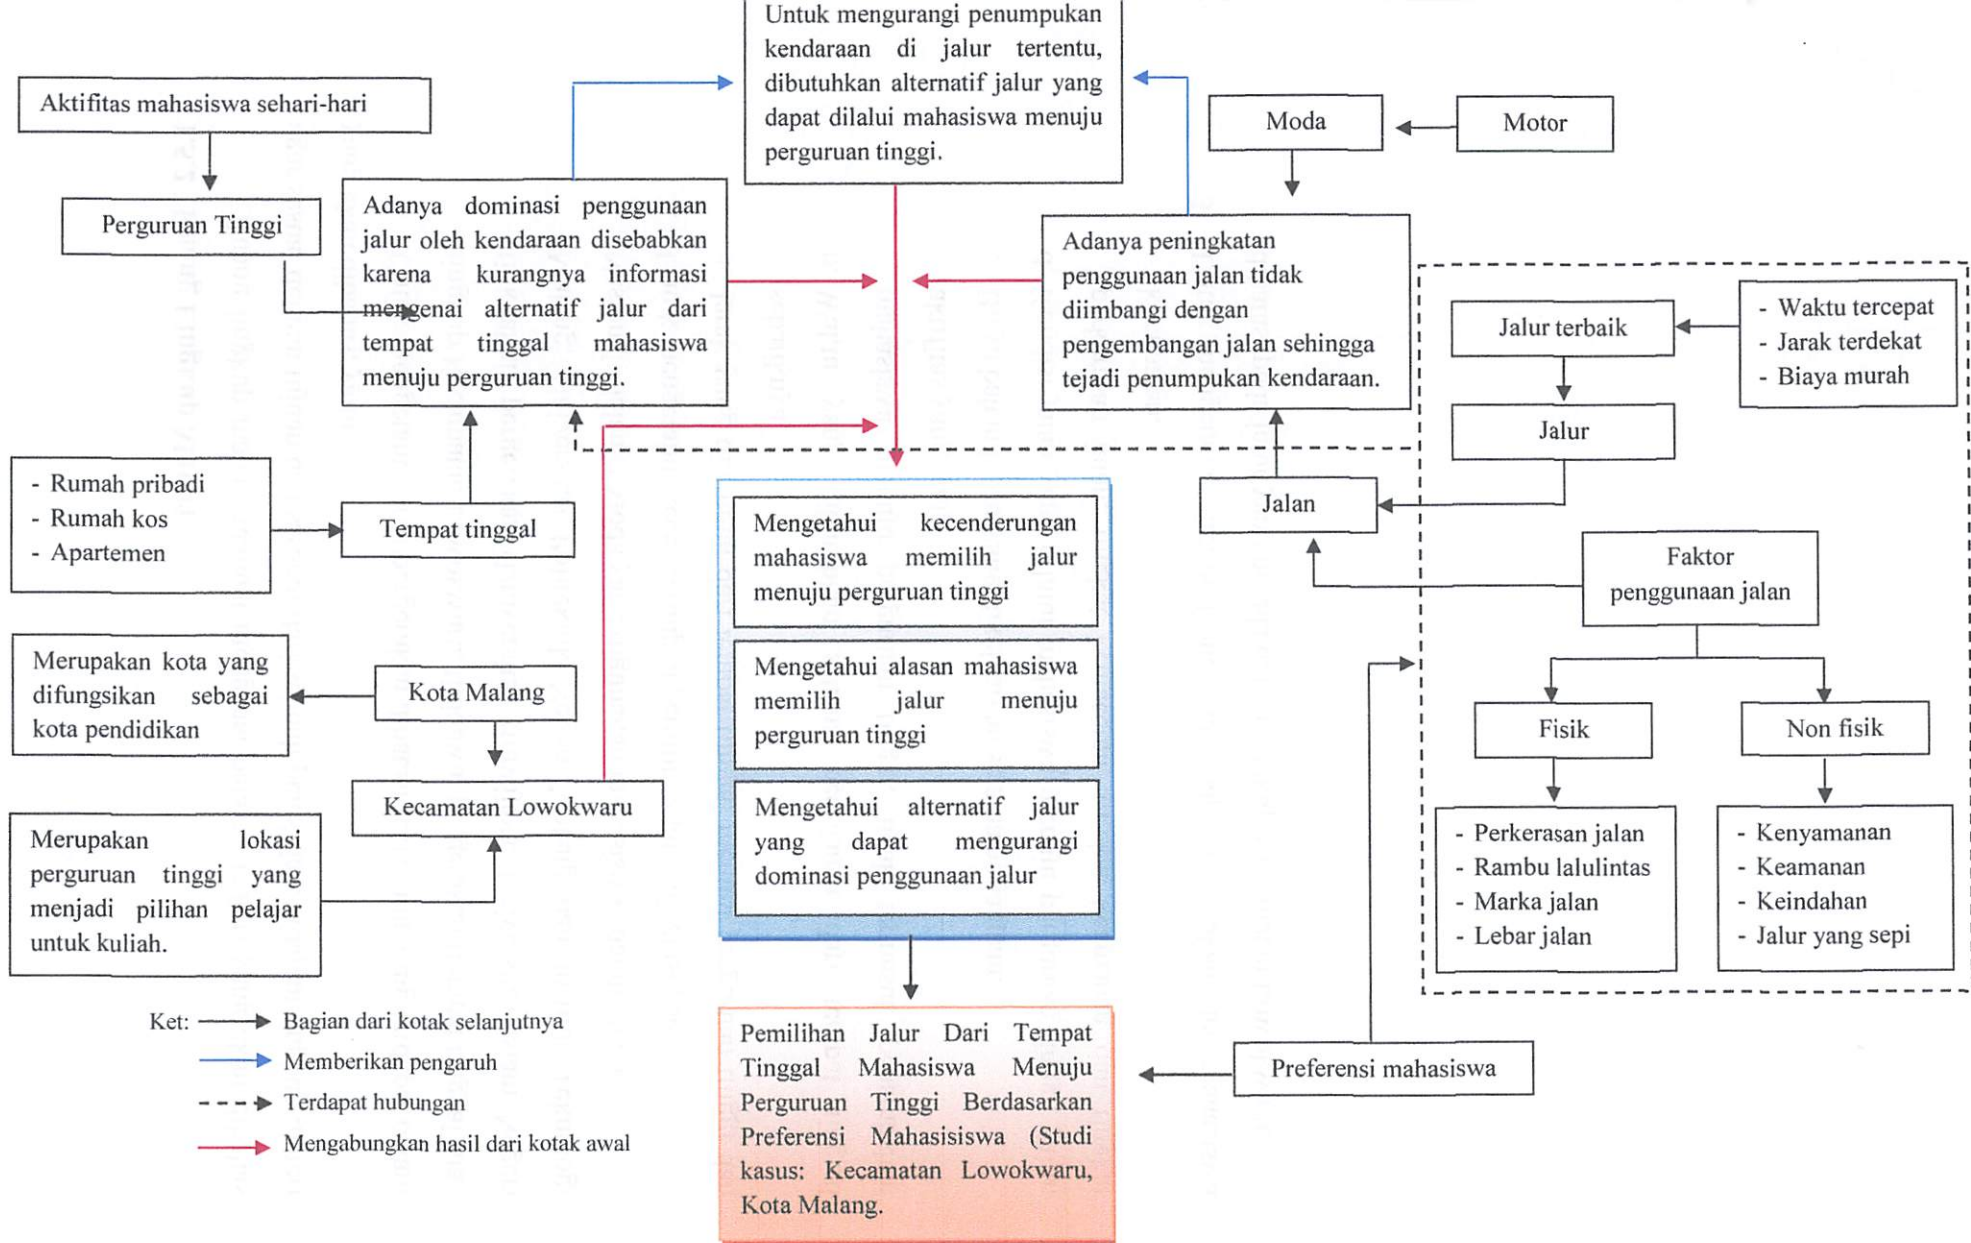 Untuk mengurangi penumpukan
kendaraan di jalur tertentu,
dibutuhkan alternatif jalur yang
dapat dilalui mahasiswa menuju
perguruan tinggi.
Aktifitas mahasiswa sehari-hari
Perguruan Tinggi
Adanya dominasi penggunaan
jalur oleh kendaraan disebabkan
karena kurangnya informasi
mengenai alternatif jalur dari
tempat tinggal mahasiswa
menuju perguruan tinggi.
Moda
Motor
Adanya peningkatan
penggunaan jalan tidak
diimbangi dengan
pengembangan jalan sehingga
tejadi penumpukan kendaraan.
Jalur terbaik
- Waktu tercepat
- Jarak terdekat
- Biaya murah
Jalur
- Rumah pribadi
- Rumah kos
- Apartemen
Tempat tinggal
Jalan
Mengetahui kecenderungan
mahasiswa memilih jalur
menuju perguruan tinggi
Faktor
penggunaan jalan
Merupakan kota yang
difungsikan sebagai
kota pendidikan
Kota Malang
Mengetahui alasan mahasiswa
memilih jalur menuju
perguruan tinggi
Fisik
Non fisik
Kecamatan Lowokwaru
Merupakan lokasi
perguruan tinggi yang
menjadi pilihan pelajar
untuk kuliah.
Mengetahui alternatif jalur
yang dapat mengurangi
dominasi penggunaan jalur
- Perkerasan jalan
- Rambu lalulintas
- Marka jalan
- Lebar jalan
- Kenyamanan
- Keamanan
- Keindahan
- Jalur yang sepi
Ket:
Bagian dari kotak selanjutnya
Memberikan pengaruh
Terdapat hubungan
Mengabungkan hasil dari kotak awal
Pemilihan Jalur Dari Tempat
Tinggal Mahasiswa Menuju
Perguruan Tinggi Berdasarkan
Preferensi Mahasisiswa (Studi
kasus: Kecamatan Lowokwaru,
Kota Malang.
Preferensi mahasiswa